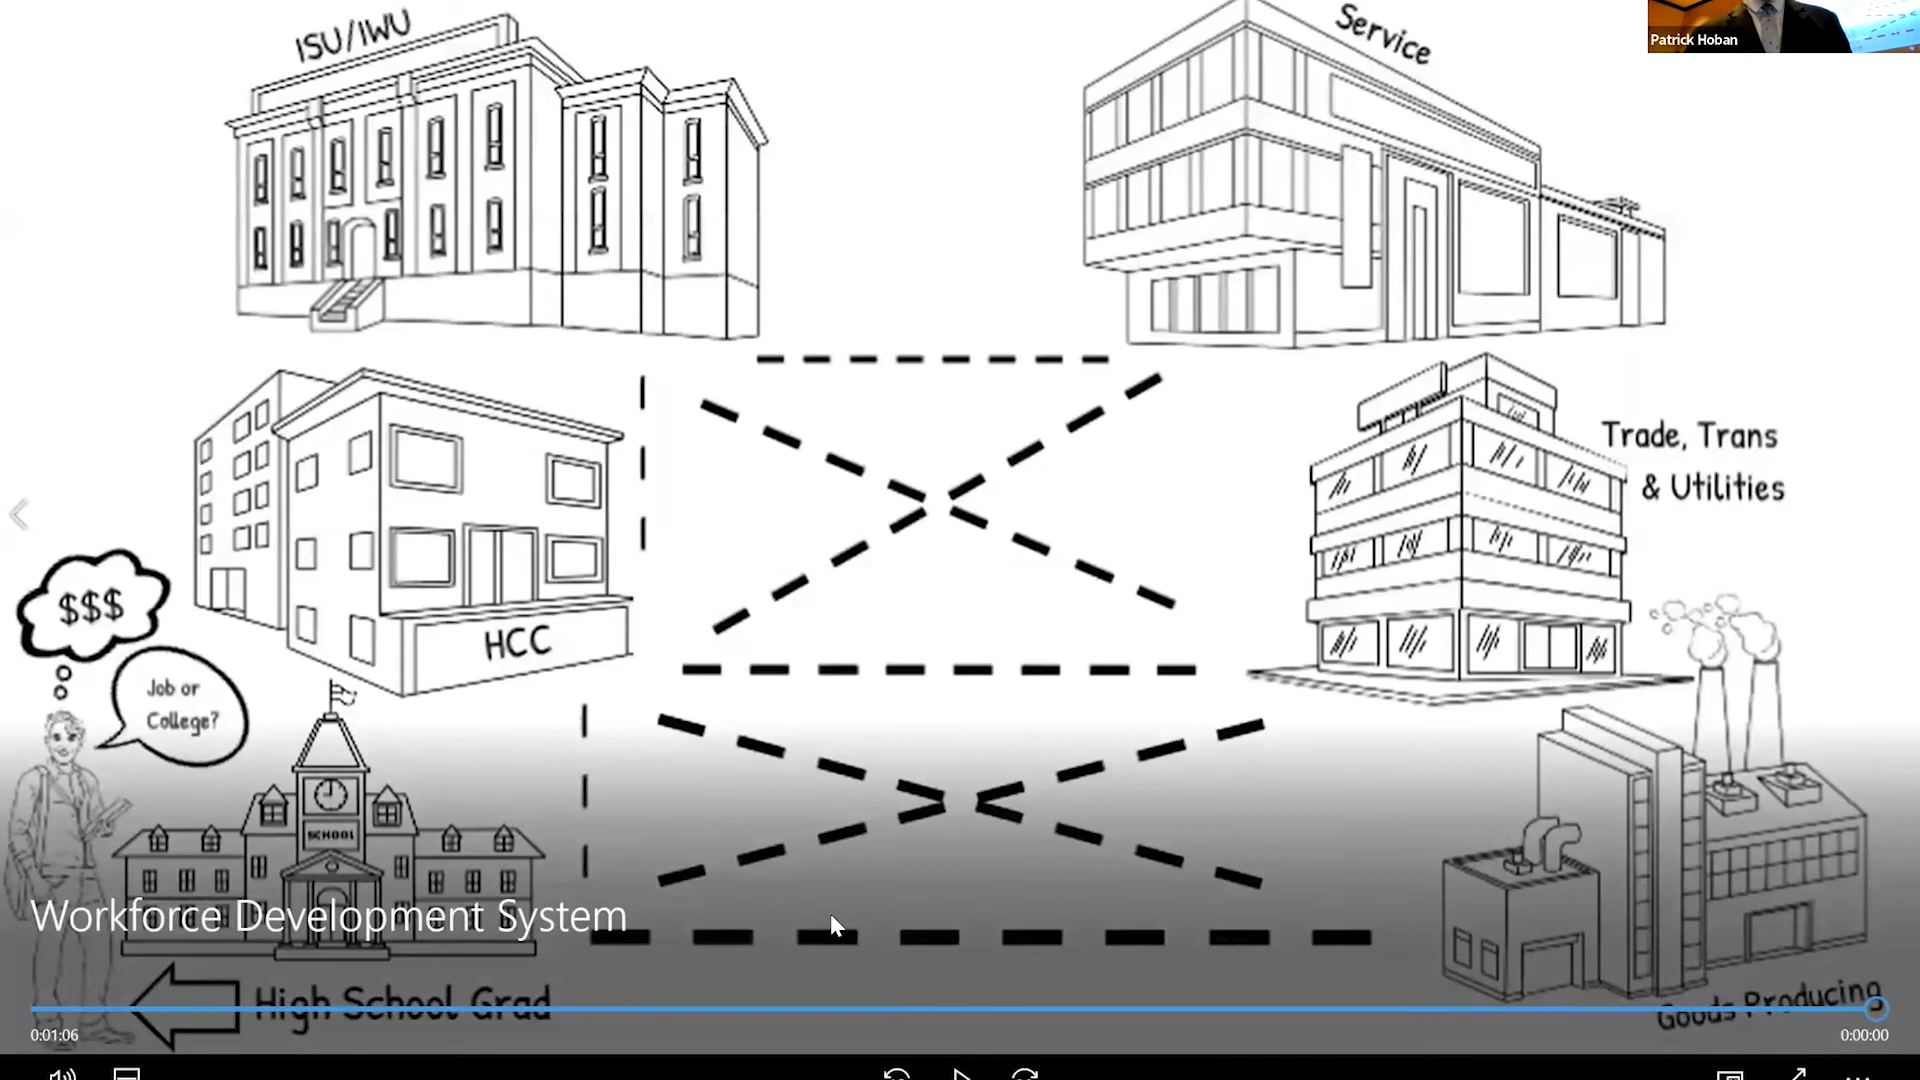 ISU/IWU
Service
Patrick Hoban
Trade, Trans
& Utilities
$$$
HCC
Job or
College?
SCHOOL
Workforce Development System
High School Grad
Goods Producing
0:01:06
0:00:00